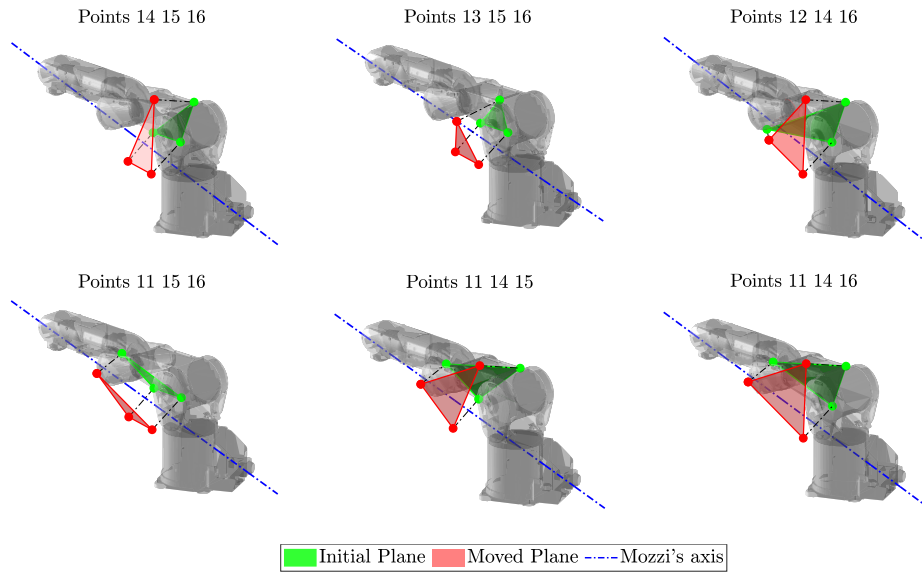 Points 14 15 16
Points 13 15 16
Points 12 14 16
Points 11 15 16
Points 11 14 15
Points 11 14 16
Initial Plane Moved Plane Mozzi's axis